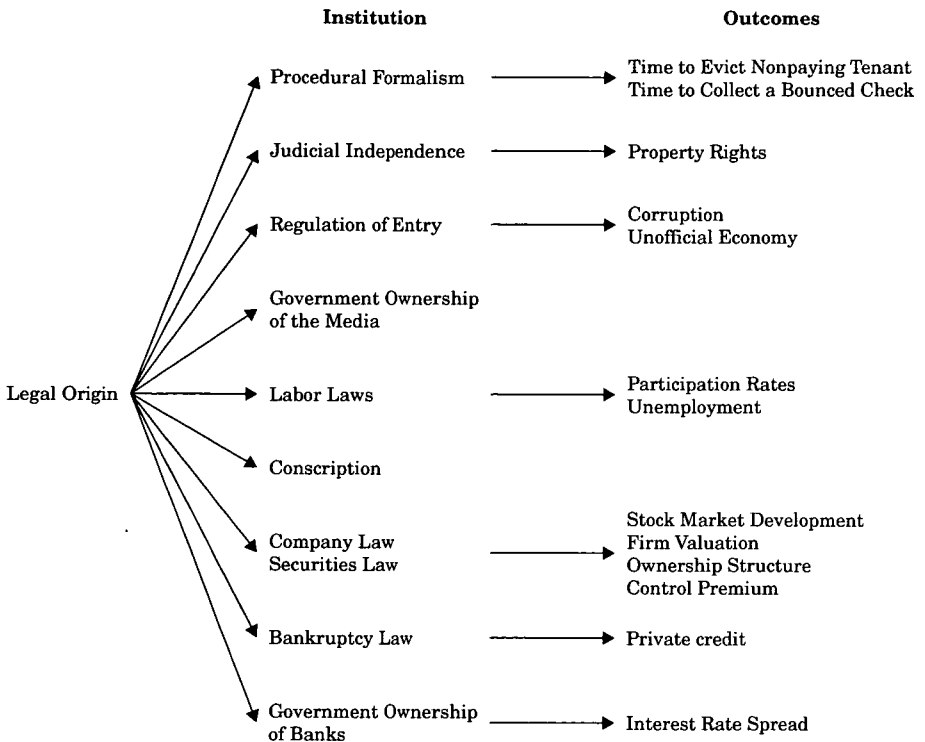 Institution
Outcomes
Procedural Formalism
Time to Evict Nonpaying Tenant
Time to Collect a Bounced Check
Judicial Independence
Property Rights
Regulation of Entry
Corruption
Unofficial Economy
Government Ownership
of the Media
Legal Origin
Labor Laws
Participation Rates
Unemployment
Conscription
Company Law
Securities Law
Stock Market Development
Firm Valuation
Ownership Structure
Control Premium
Bankruptcy Law
Private credit
Government Ownership
of Banks
Interest Rate Spread